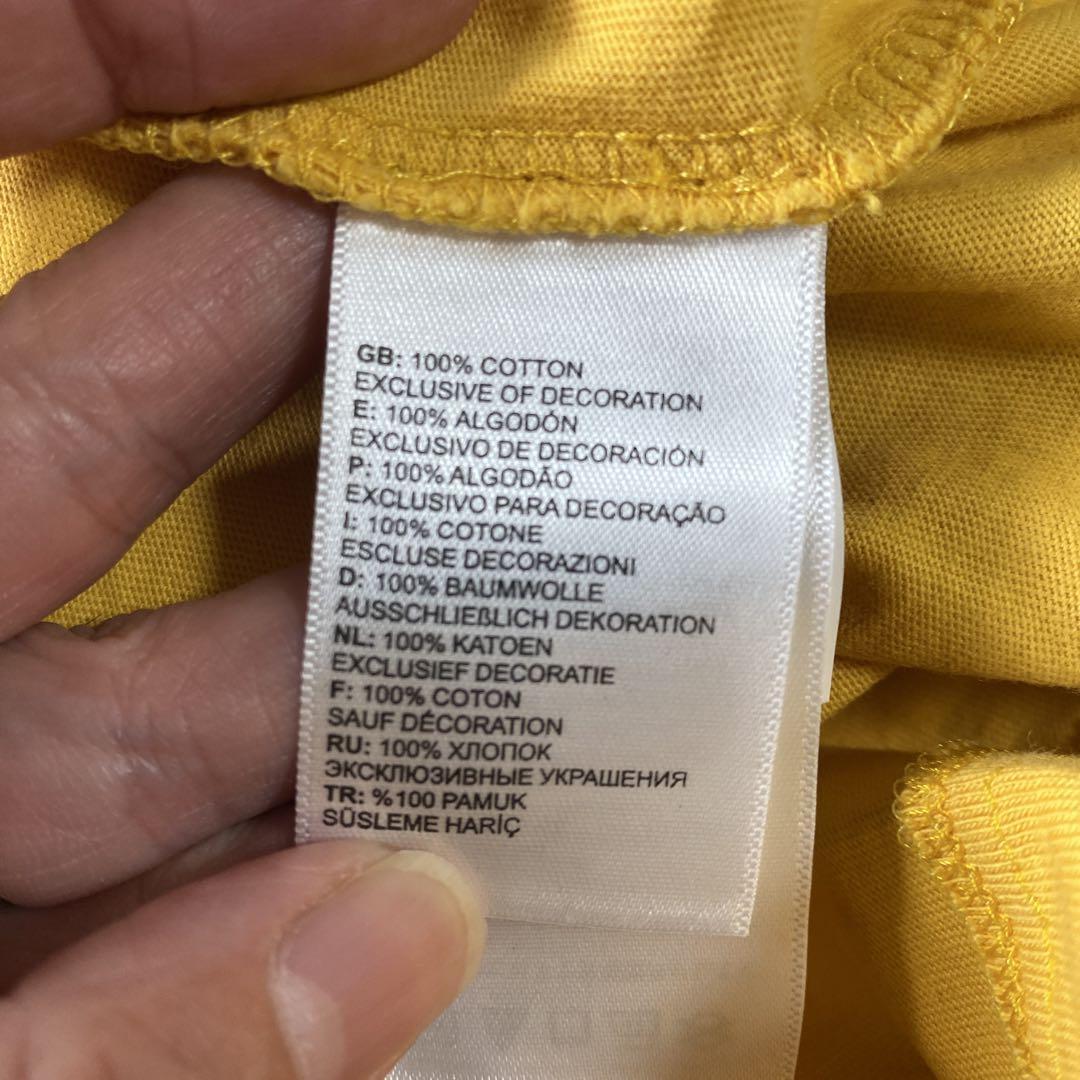 GB: 100% COTTON
EXCLUSIVE OF DECORATION
E: 100% ALGODÓN
EXCLUSIVO DE DECORACIÓN
P: 100% ALGODÃO
EXCLUSIVO PARA DECORAÇÃO
I: 100% COTONE
ESCLUSE DECORAZIONI
D: 100% BAUMWOLLE
AUSSCHLIEßLICH DEKORATION
NL: 100% KATOEN
EXCLUSIEF DECORATIE
F: 100% COTON
SAUF DÉCORATION
RU: 100% ХЛОПОК
ЭКСКЛЮЗИВНЫЕ УКРАШЕНИЯ
TR: %100 PAMUK
SÜSLEME HARİÇ